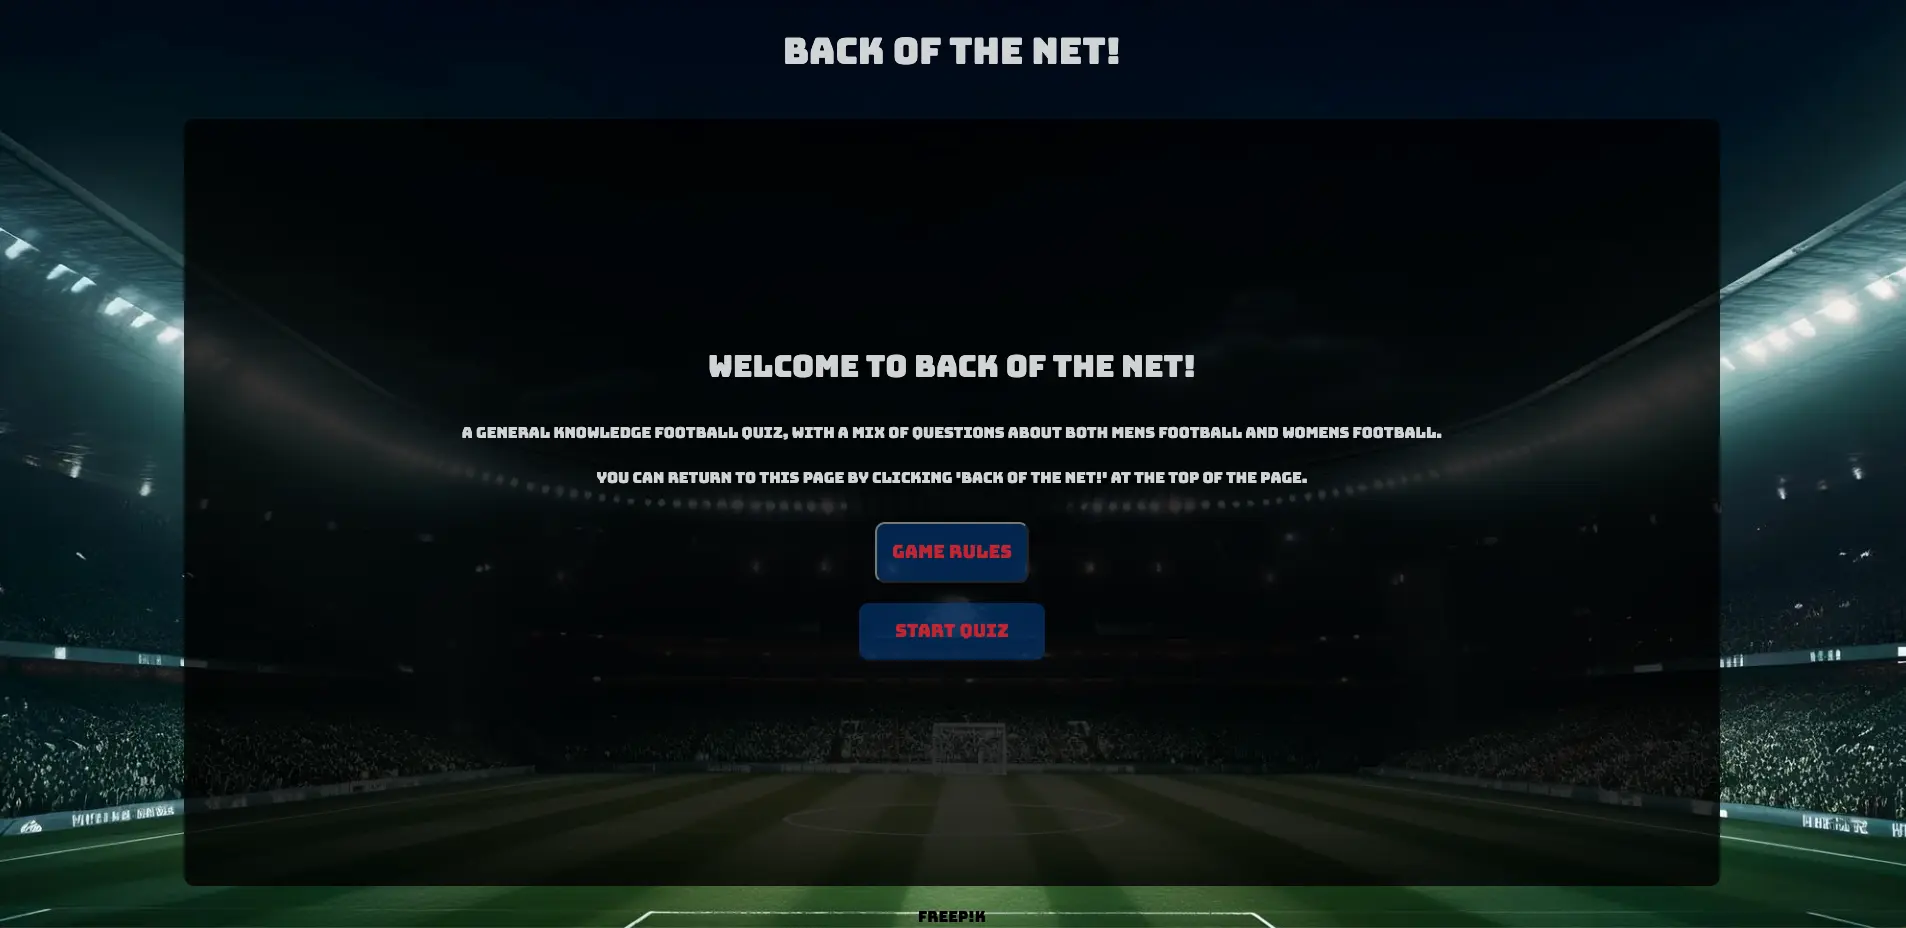 BACK OF THE NET!
WELCOME TO BACK OF THE NET!
A GENERAL KNOWLEDGE FOOTBALL QUIZ, WITH A MIX OF QUESTIONS ABOUT BOTH MENS FOOTBALL AND WOMENS FOOTBALL.
YOU CAN RETURN TO THIS PAGE BY CLICKING 'BACK OF THE NET!' AT THE TOP OF THE PAGE.
GAME RULES
START QUIZ
FREEP!K